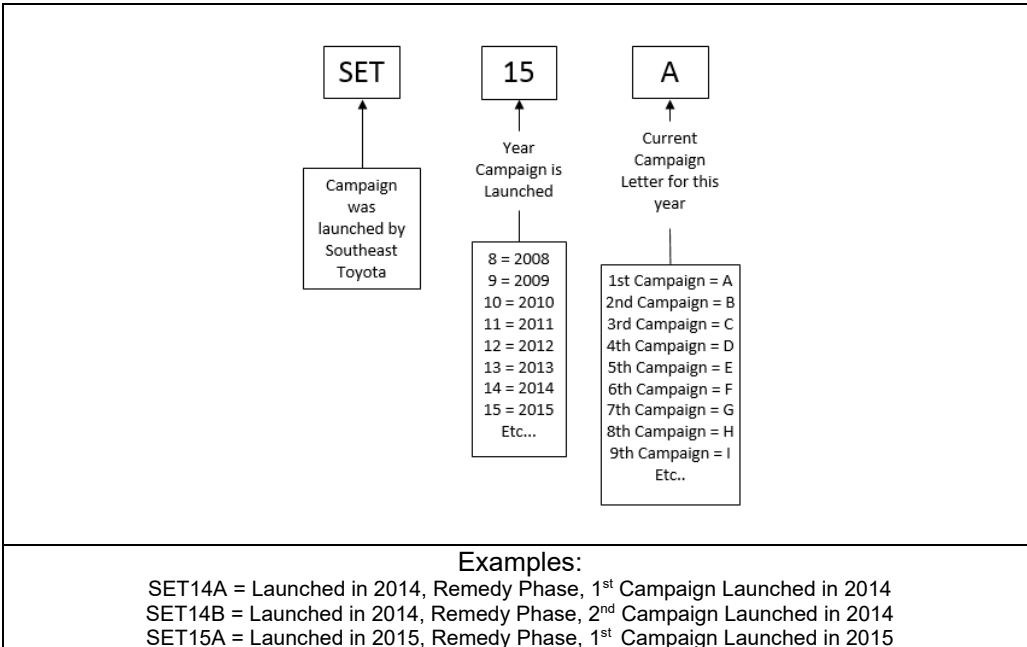 SET
15
A
Campaign
was
launched by
Southeast
Toyota
Year
Campaign is
Launched
8 = 2008
9 = 2009
10 = 2010
11 = 2011
12 = 2012
13 = 2013
14 = 2014
15 = 2015
Etc...
Current
Campaign
Letter for this
year
1st Campaign = A
2nd Campaign = B
3rd Campaign = C
4th Campaign = D
5th Campaign = E
6th Campaign = F
7th Campaign = G
8th Campaign = H
9th Campaign = I
Etc..
Examples:
SET14A = Launched in 2014, Remedy Phase, 1st Campaign Launched in 2014
SET14B = Launched in 2014, Remedy Phase, 2nd Campaign Launched in 2014
SET15A = Launched in 2015, Remedy Phase, 1st Campaign Launched in 2015